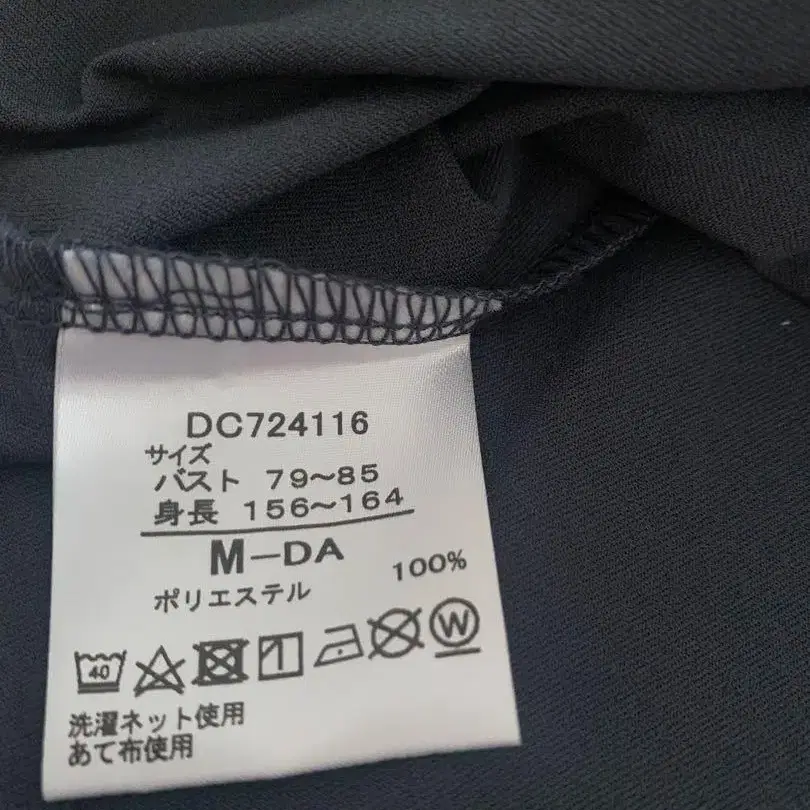 DC724116
サイズ
バスト 79～85
身長 156～164
M－DA
ポリエステル 100%
40 W
洗濯ネット使用
あて布使用